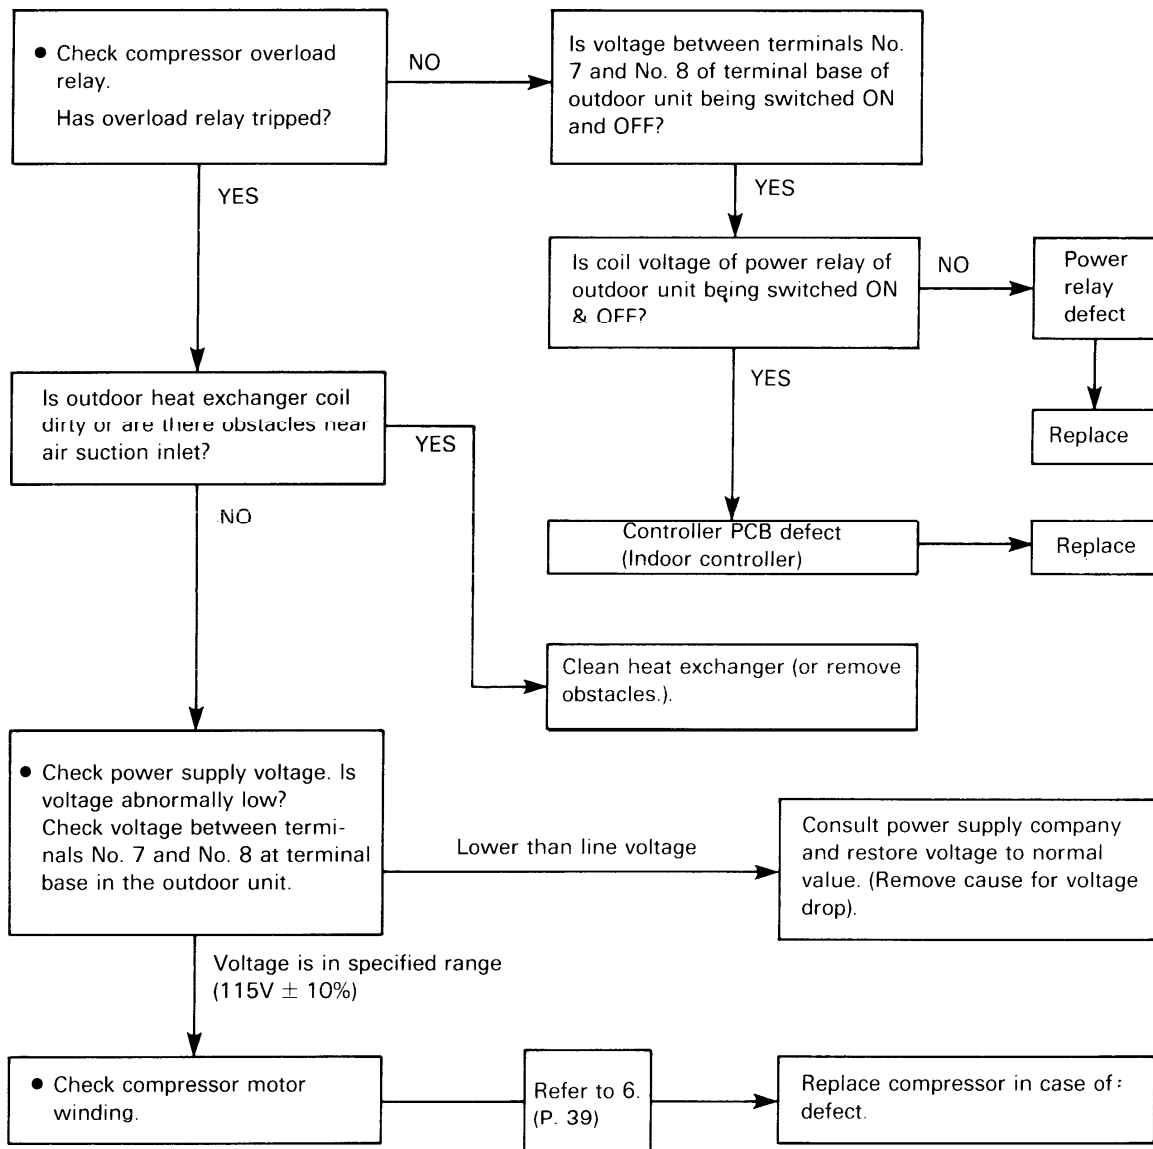 ● Check compressor overload
relay.
Has overload relay tripped?
NO
Is voltage between terminals No.
7 and No. 8 of terminal base of
outdoor unit being switched ON
and OFF?
YES
YES
Is coil voltage of power relay of
outdoor unit being switched ON
& OFF?
NO
Power
relay
defect
YES
Replace
Is outdoor heat exchanger coil
dirty or are there obstacles near
air suction inlet?
YES
NO
Controller PCB defect
(Indoor controller)
Replace
Clean heat exchanger (or remove
obstacles.).
● Check power supply voltage. Is
voltage abnormally low?
Check voltage between termi-
nals No. 7 and No. 8 at terminal
base in the outdoor unit.
Lower than line voltage
Consult power supply company
and restore voltage to normal
value. (Remove cause for voltage
drop).
Voltage is in specified range
(115V ± 10%)
● Check compressor motor
winding.
Refer to 6.
(P. 39)
Replace compressor in case of:
defect.